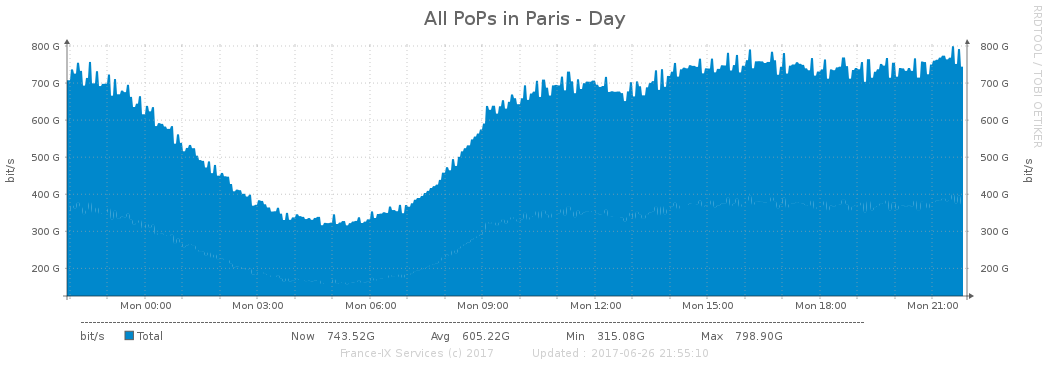 All PoPs in Paris - Day
RRDTOOL / TOBI OETIKER
800 G 800 G
700 G 700 G
600 G 600 G
500 G 500 G
400 G 400 G
300 G 300 G
200 G 200 G
bit/s bit/s
Mon 00:00 Mon 03:00 Mon 06:00 Mon 09:00 Mon 12:00 Mon 15:00 Mon 18:00 Mon 21:00
bit/s Total Now 743.52G Avg 605.22G Min 315.08G Max 798.90G
France-IX Services (c) 2017 Updated : 2017-06-26 21:55:10